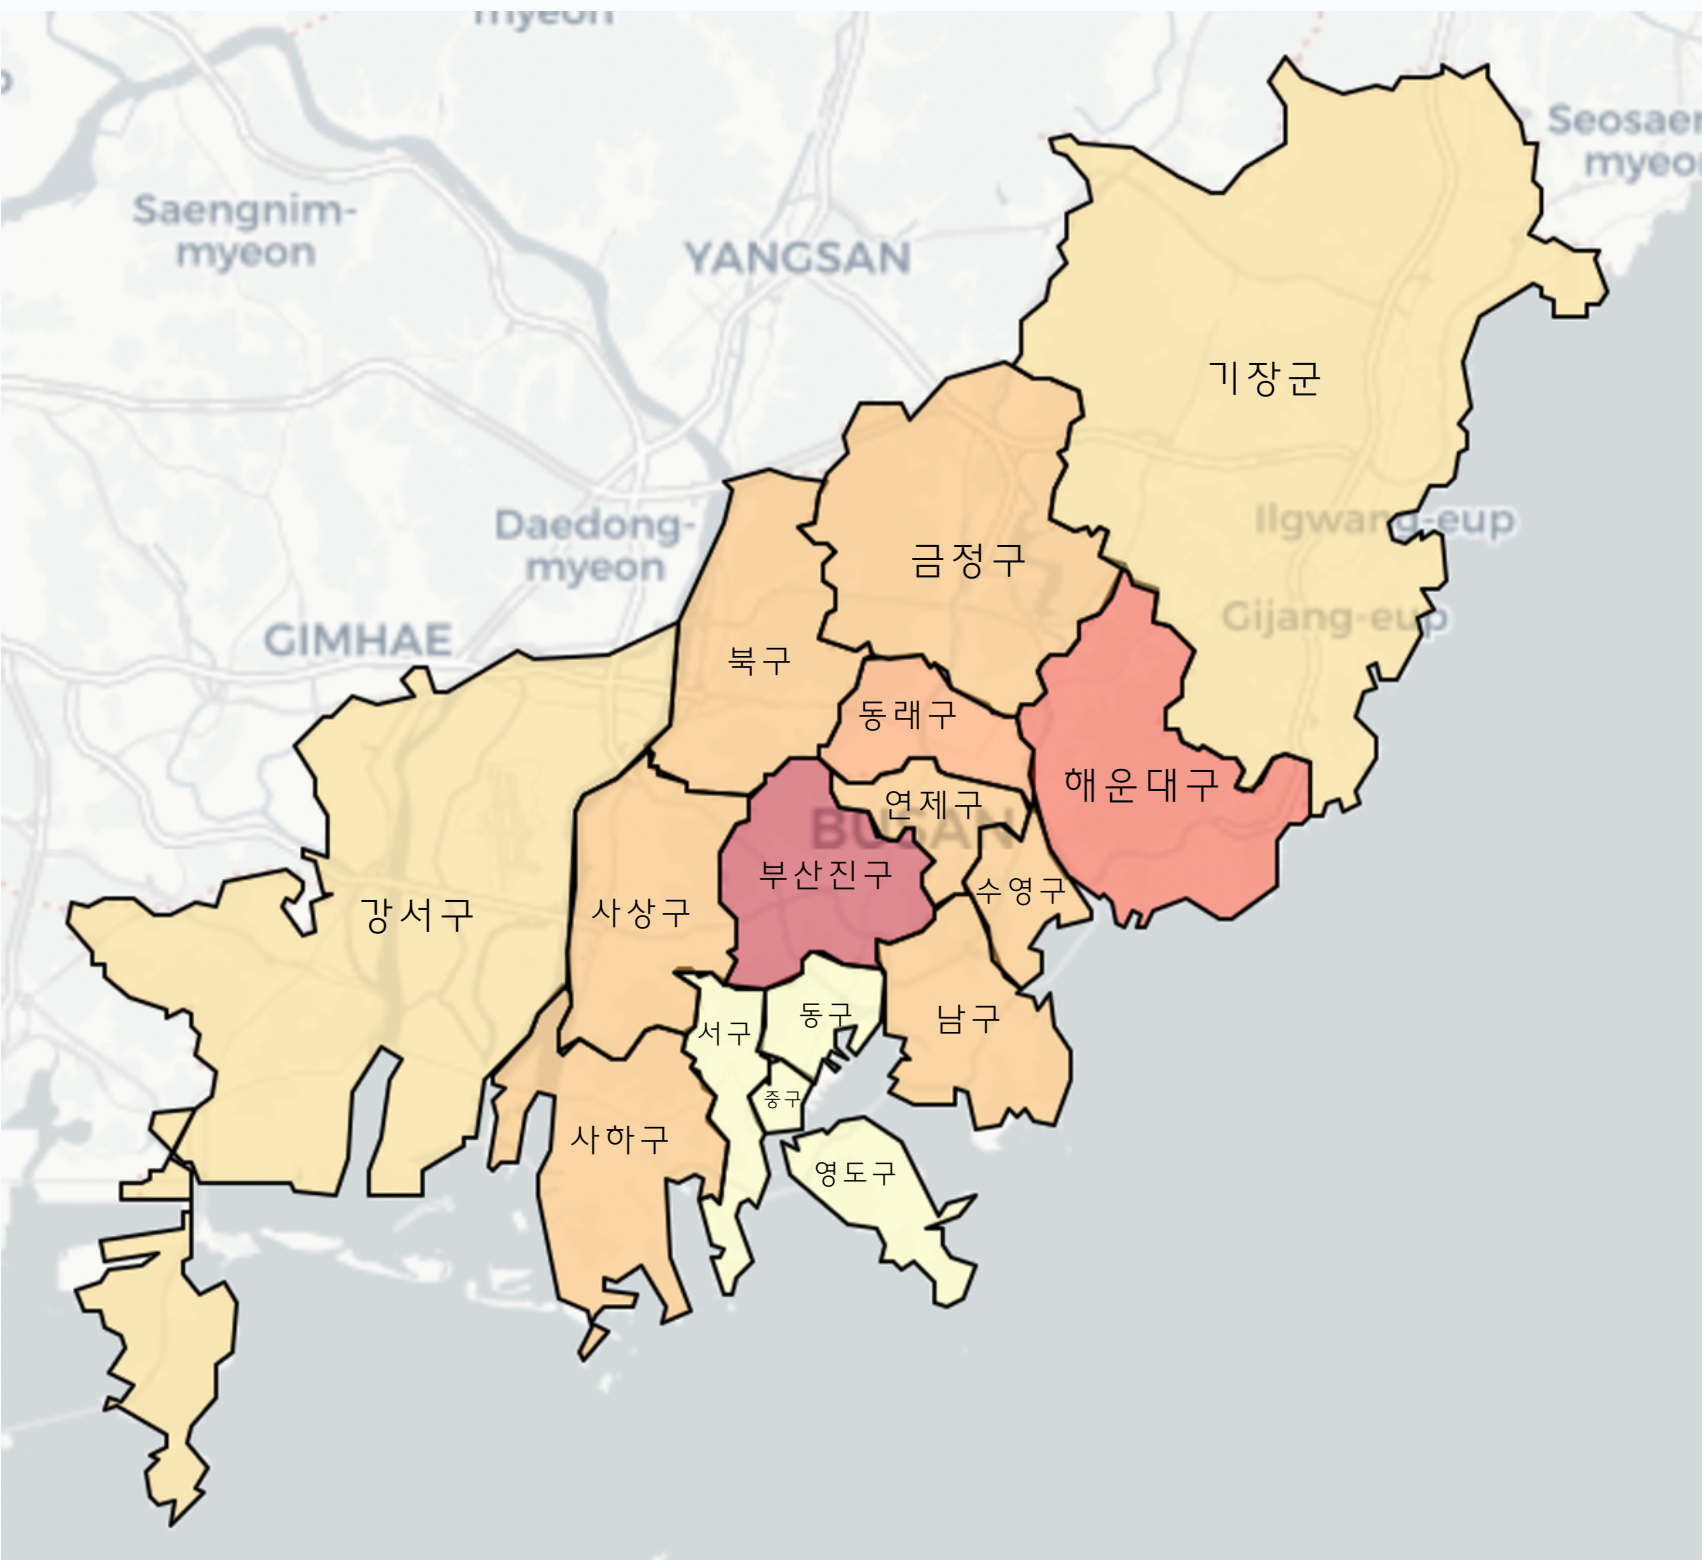 myeon
Seosaen
myeon
Saengnim-
myeon
YANGSAN
기장군
Ilgwang-eup
Daedong-
myeon
금정구
Gijang-eup
GIMHAE
북구
동래구
해운대구
연제구
BUSAN
부산진구
수영구
강서구
사상구
남구
동구
서구
중구
사하구
영도구